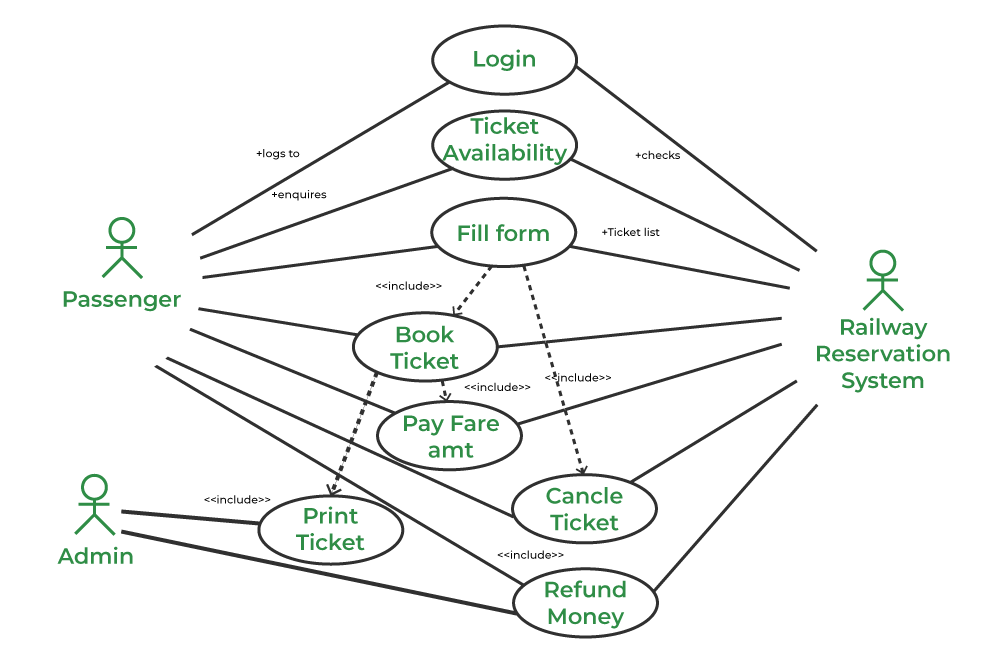 Login
Ticket
Availability
+logs to
+checks
+enquires
Fill form
+Ticket list
Passenger
<<include>>
Railway
Reservation
System
Book
Ticket
<<include>>
<<include>>
Pay Fare
amt
<<include>>
Cancle
Ticket
Print
Ticket
Admin
<<include>>
Refund
Money